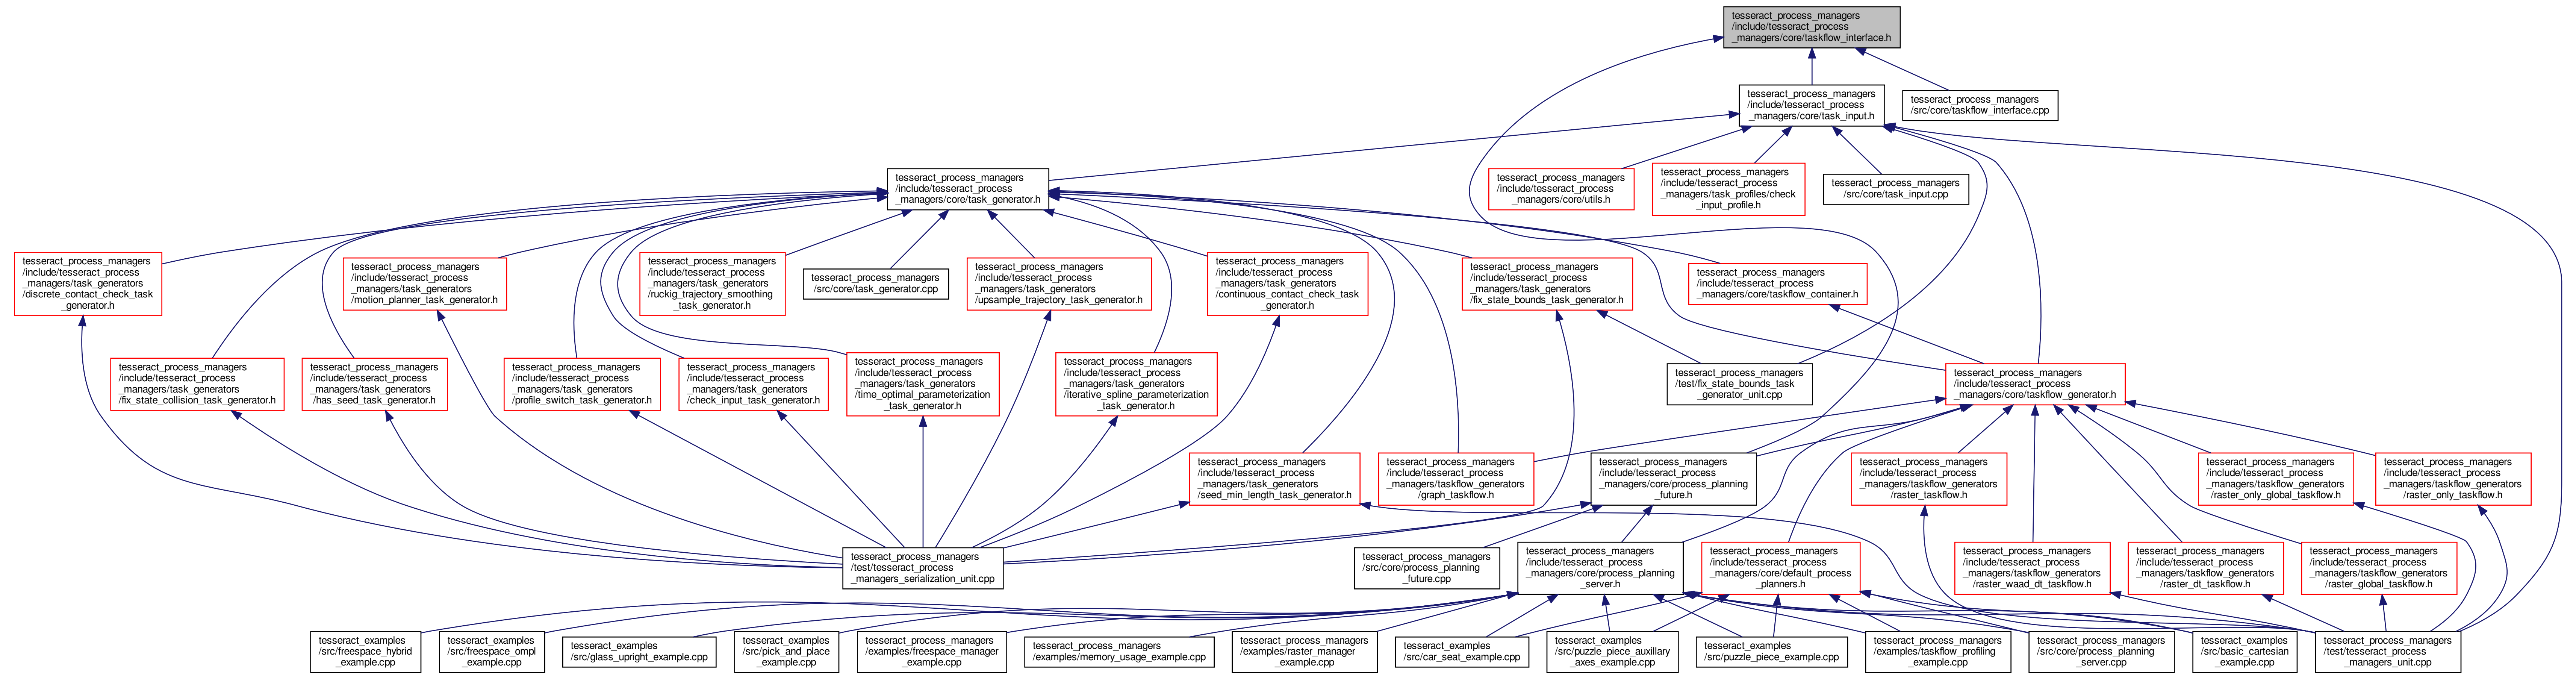 tesseract_process_managers
/include/tesseract_process
_managers/core/taskflow_interface.h
tesseract_process_managers
/include/tesseract_process
_managers/core/task_input.h
tesseract_process_managers
/src/core/taskflow_interface.cpp
tesseract_process_managers
/include/tesseract_process
_managers/core/task_generator.h
tesseract_process_managers
/include/tesseract_process
_managers/core/utils.h
tesseract_process_managers
/include/tesseract_process
_managers/task_profiles/check
_input_profile.h
tesseract_process_managers
/src/core/task_input.cpp
tesseract_process_managers
/include/tesseract_process
_managers/task_generators
/discrete_contact_check_task
_generator.h
tesseract_process_managers
/include/tesseract_process
_managers/task_generators
/motion_planner_task_generator.h
tesseract_process_managers
/include/tesseract_process
_managers/task_generators
/ruckig_trajectory_smoothing
_task_generator.h
tesseract_process_managers
/src/core/task_generator.cpp
tesseract_process_managers
/include/tesseract_process
_managers/task_generators
/upsample_trajectory_task_generator.h
tesseract_process_managers
/include/tesseract_process
_managers/task_generators
/continuous_contact_check_task
_generator.h
tesseract_process_managers
/include/tesseract_process
_managers/task_generators
/fix_state_bounds_task_generator.h
tesseract_process_managers
/include/tesseract_process
_managers/core/taskflow_container.h
tesseract_process_managers
/include/tesseract_process
_managers/task_generators
/fix_state_collision_task_generator.h
tesseract_process_managers
/include/tesseract_process
_managers/task_generators
/has_seed_task_generator.h
tesseract_process_managers
/include/tesseract_process
_managers/task_generators
/profile_switch_task_generator.h
tesseract_process_managers
/include/tesseract_process
_managers/task_generators
/check_input_task_generator.h
tesseract_process_managers
/include/tesseract_process
_managers/task_generators
/time_optimal_parameterization
_task_generator.h
tesseract_process_managers
/include/tesseract_process
_managers/task_generators
/iterative_spline_parameterization
_task_generator.h
tesseract_process_managers
/test/fix_state_bounds_task
_generator_unit.cpp
tesseract_process_managers
/include/tesseract_process
_managers/core/taskflow_generator.h
tesseract_process_managers
/include/tesseract_process
_managers/task_generators
/seed_min_length_task_generator.h
tesseract_process_managers
/include/tesseract_process
_managers/taskflow_generators
/graph_taskflow.h
tesseract_process_managers
/include/tesseract_process
_managers/core/process_planning
_future.h
tesseract_process_managers
/include/tesseract_process
_managers/taskflow_generators
/raster_taskflow.h
tesseract_process_managers
/include/tesseract_process
_managers/taskflow_generators
/raster_only_global_taskflow.h
tesseract_process_managers
/include/tesseract_process
_managers/taskflow_generators
/raster_only_taskflow.h
tesseract_process_managers
/test/tesseract_process
_managers_serialization_unit.cpp
tesseract_process_managers
/src/core/process_planning
_future.cpp
tesseract_process_managers
/include/tesseract_process
_managers/core/process_planning
_server.h
tesseract_process_managers
/include/tesseract_process
_managers/core/default_process
_planners.h
tesseract_process_managers
/include/tesseract_process
_managers/taskflow_generators
/raster_waad_dt_taskflow.h
tesseract_process_managers
/include/tesseract_process
_managers/taskflow_generators
/raster_dt_taskflow.h
tesseract_process_managers
/include/tesseract_process
_managers/taskflow_generators
/raster_global_taskflow.h
tesseract_examples
/src/freespace_hybrid
_example.cpp
tesseract_examples
/src/freespace_ompl
_example.cpp
tesseract_examples
/src/glass_upright_example.cpp
tesseract_examples
/src/pick_and_place
_example.cpp
tesseract_process_managers
/examples/freespace_manager
_example.cpp
tesseract_process_managers
/examples/memory_usage_example.cpp
tesseract_process_managers
/examples/raster_manager
_example.cpp
tesseract_examples
/src/car_seat_example.cpp
tesseract_examples
/src/puzzle_piece_auxillary
_axes_example.cpp
tesseract_examples
/src/puzzle_piece_example.cpp
tesseract_process_managers
/examples/taskflow_profiling
_example.cpp
tesseract_process_managers
/src/core/process_planning
_server.cpp
tesseract_examples
/src/basic_cartesian
_example.cpp
tesseract_process_managers
/test/tesseract_process
_managers_unit.cpp